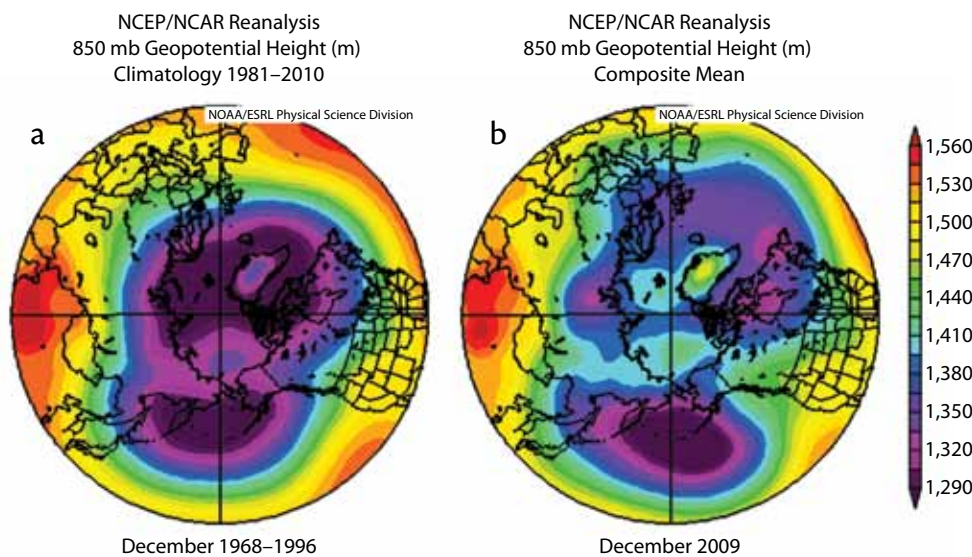 NCEP/NCAR Reanalysis
850 mb Geopotential Height (m)
Climatology 1981–2010
NCEP/NCAR Reanalysis
850 mb Geopotential Height (m)
Composite Mean
a
NOAA/ESRL Physical Science Division
b
NOAA/ESRL Physical Science Division
1,560
1,530
1,500
1,470
1,440
1,410
1,380
1,350
1,320
1,290
December 1968–1996
December 2009